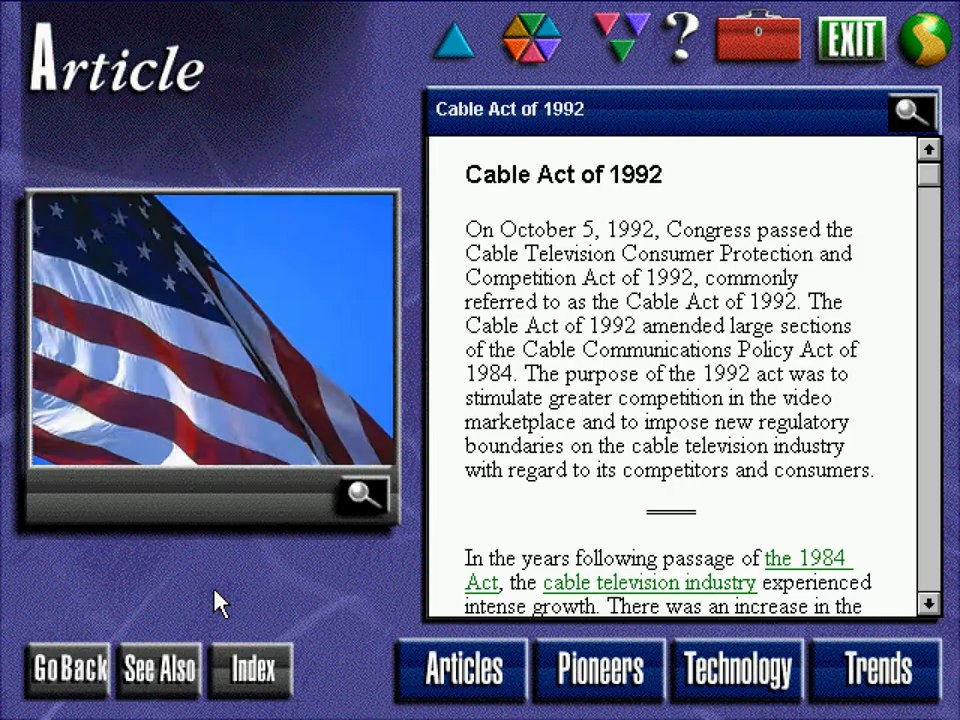 Article
?
EXIT
Cable Act of 1992
Cable Act of 1992
On October 5, 1992, Congress passed the
Cable Television Consumer Protection and
Competition Act of 1992, commonly
referred to as the Cable Act of 1992. The
Cable Act of 1992 amended large sections
of the Cable Communications Policy Act of
1984. The purpose of the 1992 act was to
stimulate greater competition in the video
marketplace and to impose new regulatory
boundaries on the cable television industry
with regard to its competitors and consumers.
In the years following passage of the 1984
Act, the cable television industry experienced
intense growth. There was an increase in the
Go Back See Also Index Articles Pioneers Technology Trends